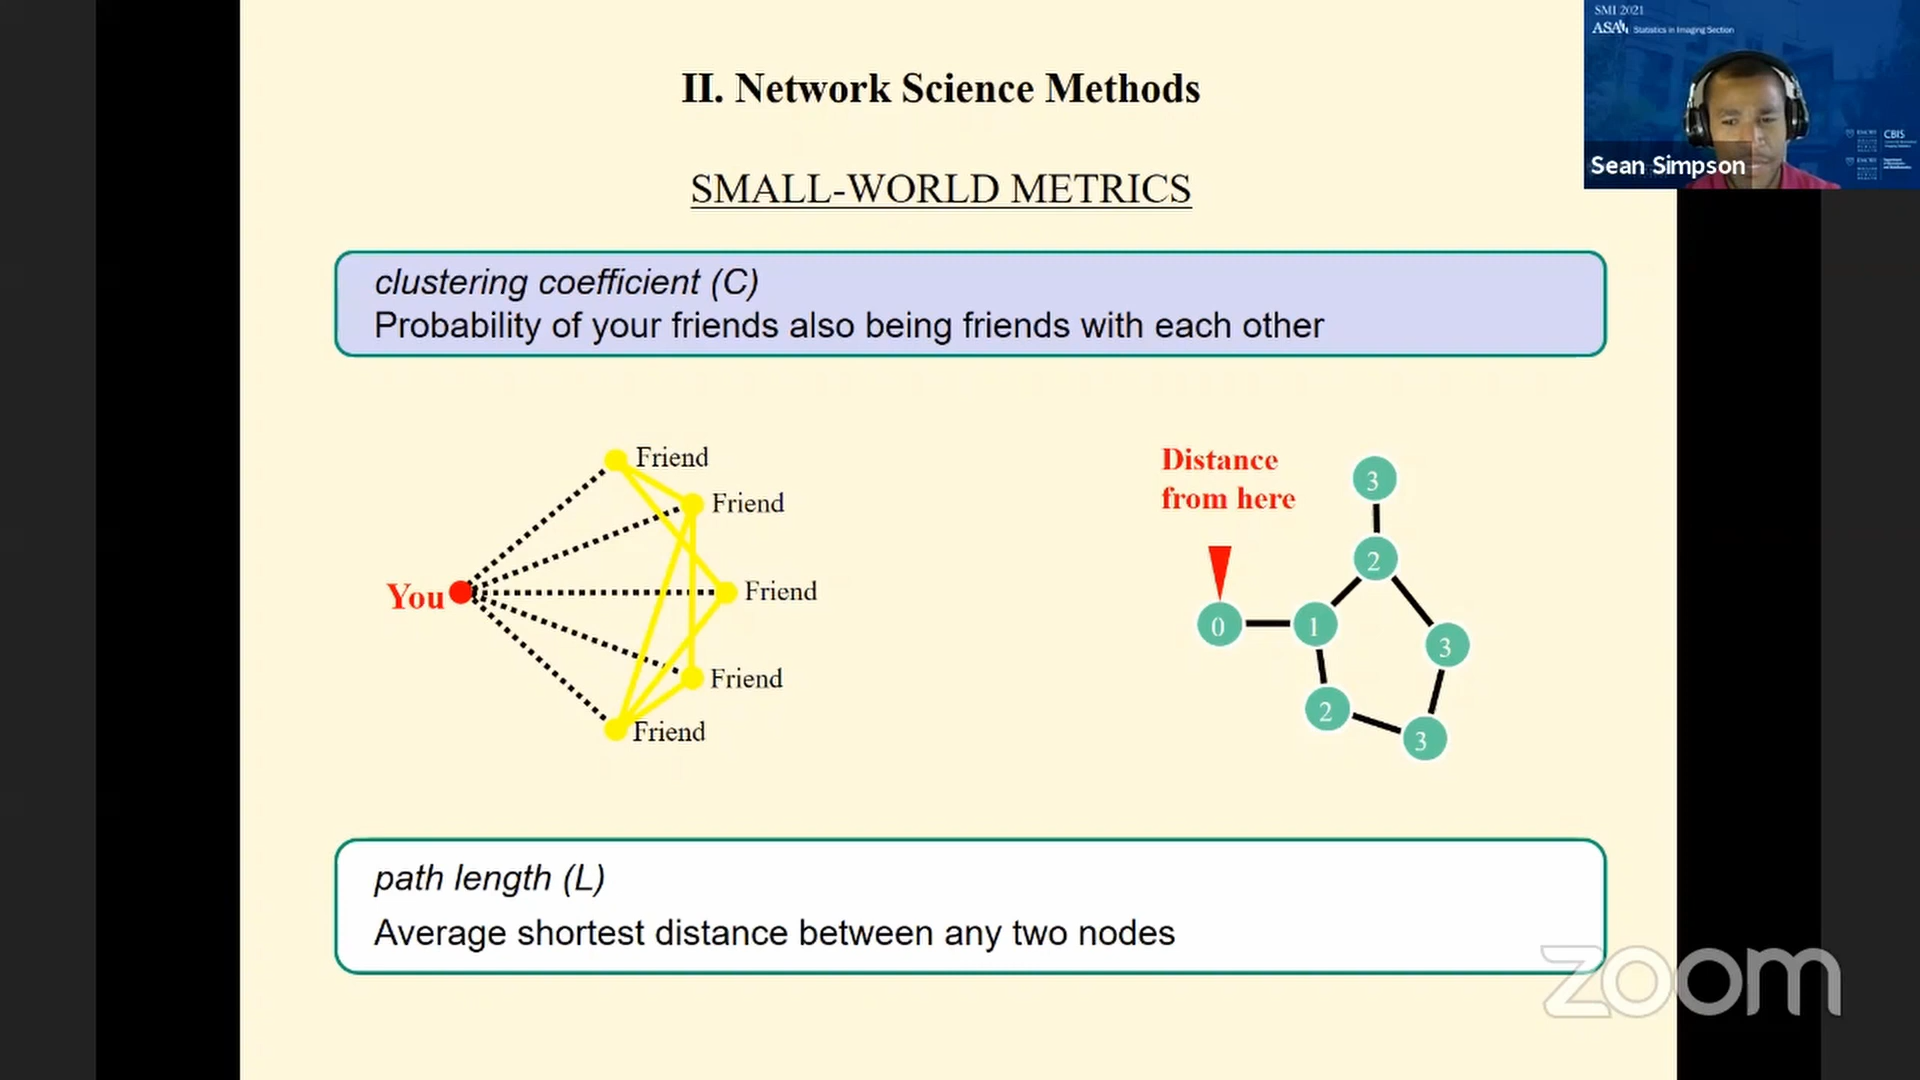 SMI 2021
ASA Statistics in Imaging Section
II. Network Science Methods
CBIS
Sean Simpson
SMALL-WORLD METRICS
clustering coefficient (C)
Probability of your friends also being friends with each other
Friend
Friend
Friend
Friend
Friend
You
Distance
from here
3
2
0
1
3
2
3
path length (L)
Average shortest distance between any two nodes
zoom